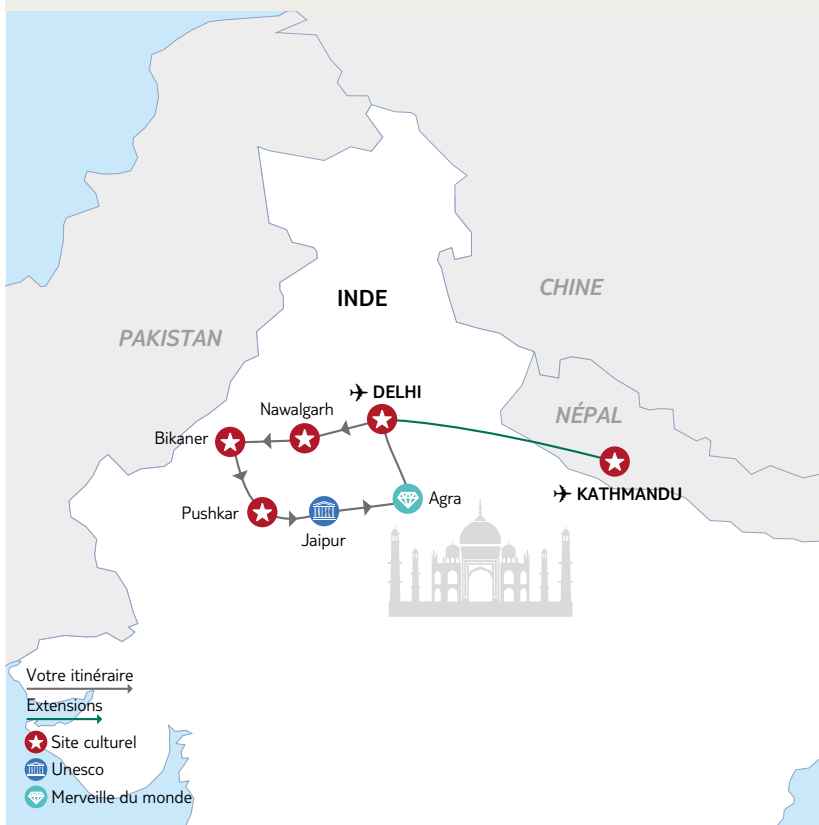 INDE
CHINE
PAKISTAN
DELHI
NÉPAL
Nawalgarh
Bikaner
KATHMANDU
Agra
Pushkar
Jaipur
Votre itinéraire
Extensions
Site culturel
Unesco
Merveille du monde